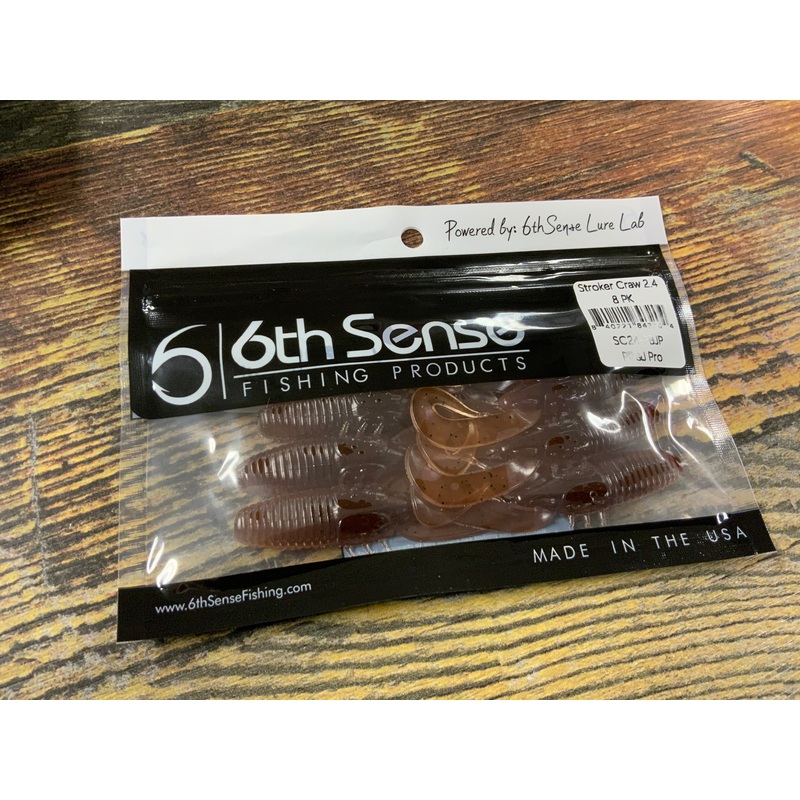 Powered by: 6thSense Lure Lab
6th Sense
FISHING PRODUCTS
Stroker Craw 2.4
8 PK
Pro
MADE IN THE USA
www.6thSenseFishing.com